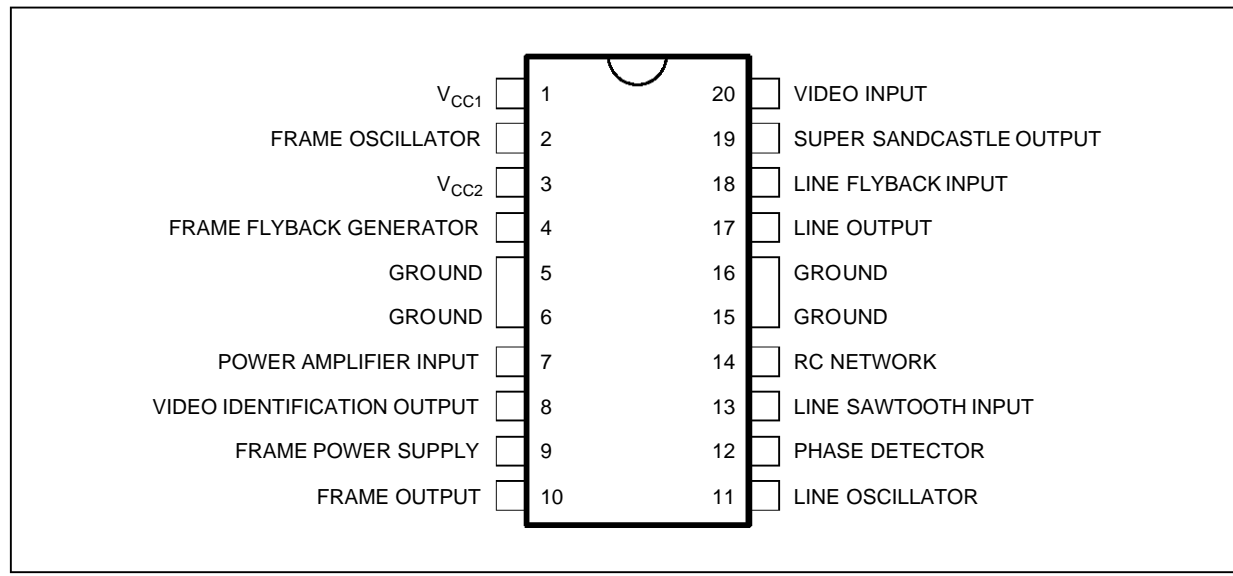 V_CC1 1 20 VIDEO INPUT
FRAME OSCILLATOR 2 19 SUPER SANDCASTLE OUTPUT
V_CC2 3 18 LINE FLYBACK INPUT
FRAME FLYBACK GENERATOR 4 17 LINE OUTPUT
GROUND 5 16 GROUND
GROUND 6 15 GROUND
POWER AMPLIFIER INPUT 7 14 RC NETWORK
VIDEO IDENTIFICATION OUTPUT 8 13 LINE SAWTOOTH INPUT
FRAME POWER SUPPLY 9 12 PHASE DETECTOR
FRAME OUTPUT 10 11 LINE OSCILLATOR